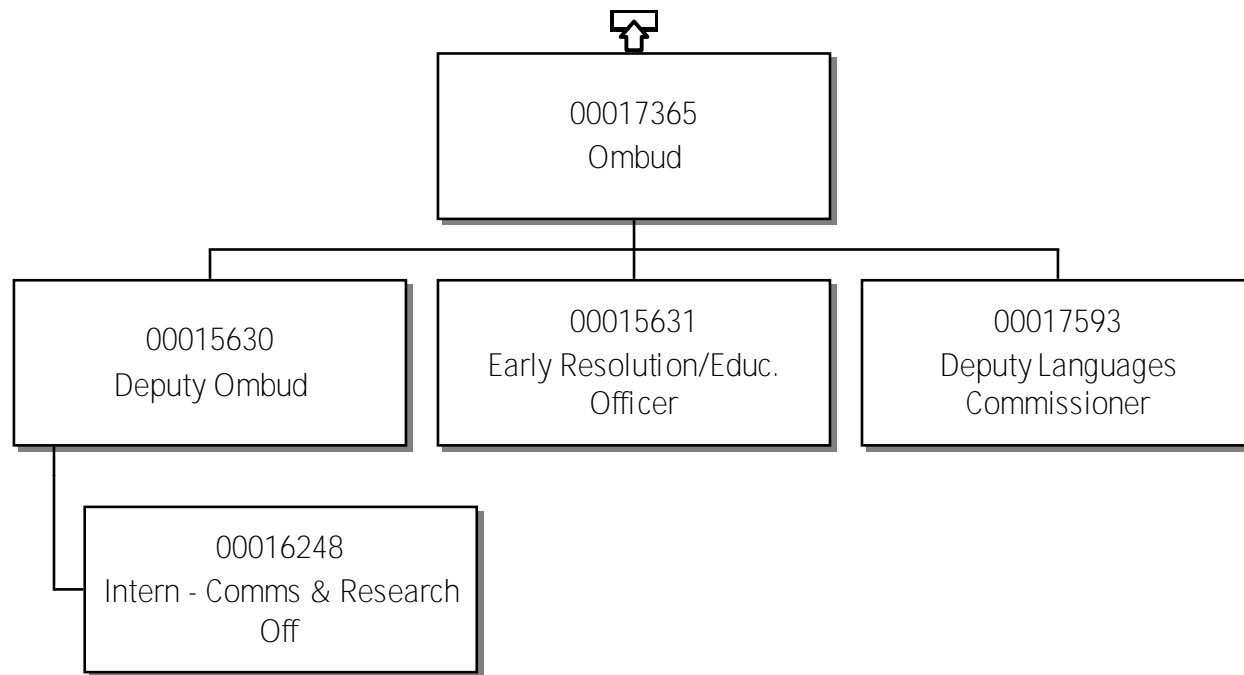 00017365
Ombud
00015630
Deputy Ombud
00015631
Early Resolution/Educ.
Officer
00017593
Deputy Languages
Commissioner
00016248
Intern - Comms & Research
Off